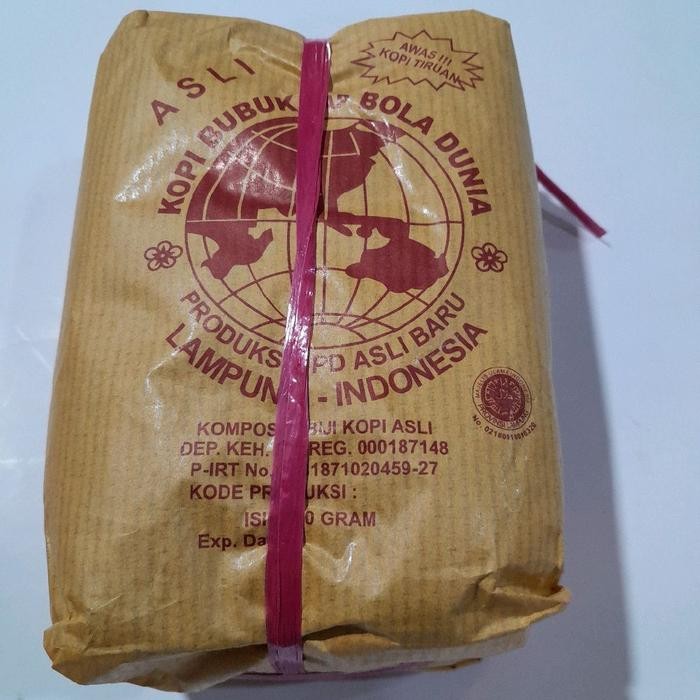 ASLI
AWAS !!!
KOPI TIRUAN
KOPI BUBUK BOLA DUNIA
PRODUKS PD ASLI BARU
LAMPUN - INDONESIA
KOMPOS BIJI KOPI ASLI
DEP. KEH. REG. 000187148
P-IRT No. 1871020459-27
KODE PR UKSI :
ISI 0 GRAM
Exp. Da